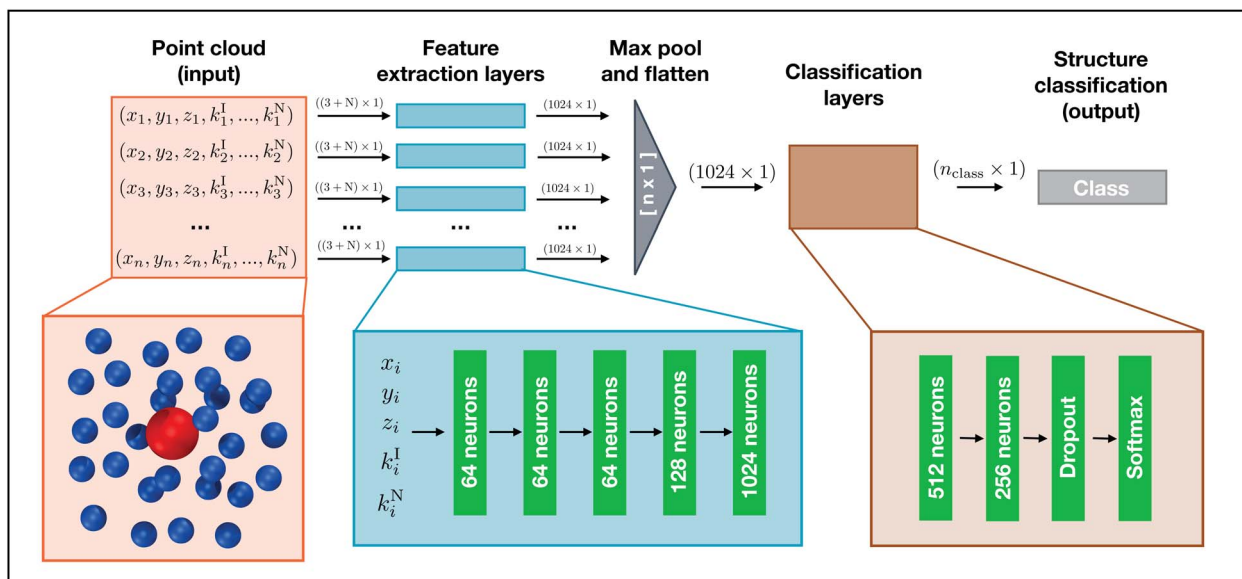 Point cloud
(input)
Feature
extraction layers
Max pool
and flatten
Classification
layers
Structure
classification
(output)
(x₁, y₁, z₁, k₁ᴵ, ..., k₁ᴺ)
((3 + N) × 1)
(1024 × 1)
(x₂, y₂, z₂, k₂ᴵ, ..., k₂ᴺ)
((3 + N) × 1)
(1024 × 1)
(x₃, y₃, z₃, k₃ᴵ, ..., k₃ᴺ)
((3 + N) × 1)
(1024 × 1)
... ... ... ...
(xₙ, yₙ, zₙ, kₙᴵ, ..., kₙᴺ)
((3 + N) × 1)
(1024 × 1)
[ n x 1 ]
(1024 × 1)
(n_class × 1)
Class
xᵢ
yᵢ
zᵢ
kᵢᴵ
kᵢᴺ
64 neurons
64 neurons
64 neurons
128 neurons
1024 neurons
512 neurons
256 neurons
Dropout
Softmax